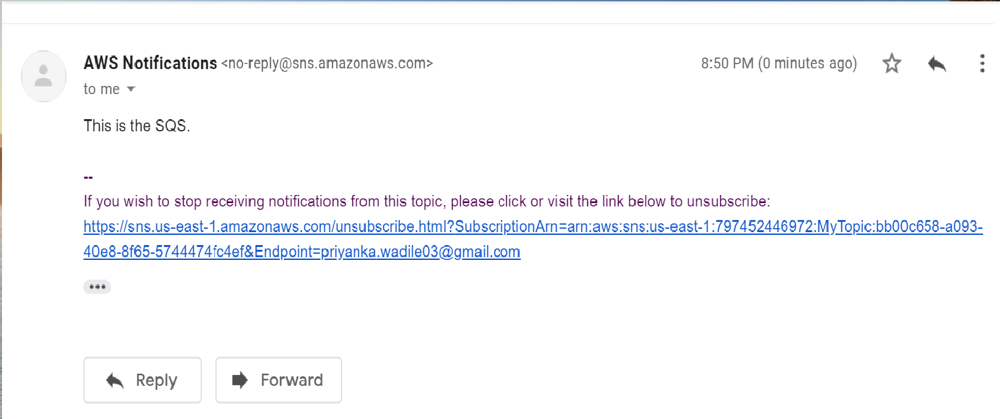 AWS Notifications <no-reply@sns.amazonaws.com> 8:50 PM (0 minutes ago)
to me
This is the SQS.
--
If you wish to stop receiving notifications from this topic, please click or visit the link below to unsubscribe:
https://sns.us-east-1.amazonaws.com/unsubscribe.html?SubscriptionArn=arn:aws:sns:us-east-1:797452446972:MyTopic:bb00c658-a093-
40e8-8f65-5744474fc4ef&Endpoint=priyanka.wadile03@gmail.com
Reply Forward